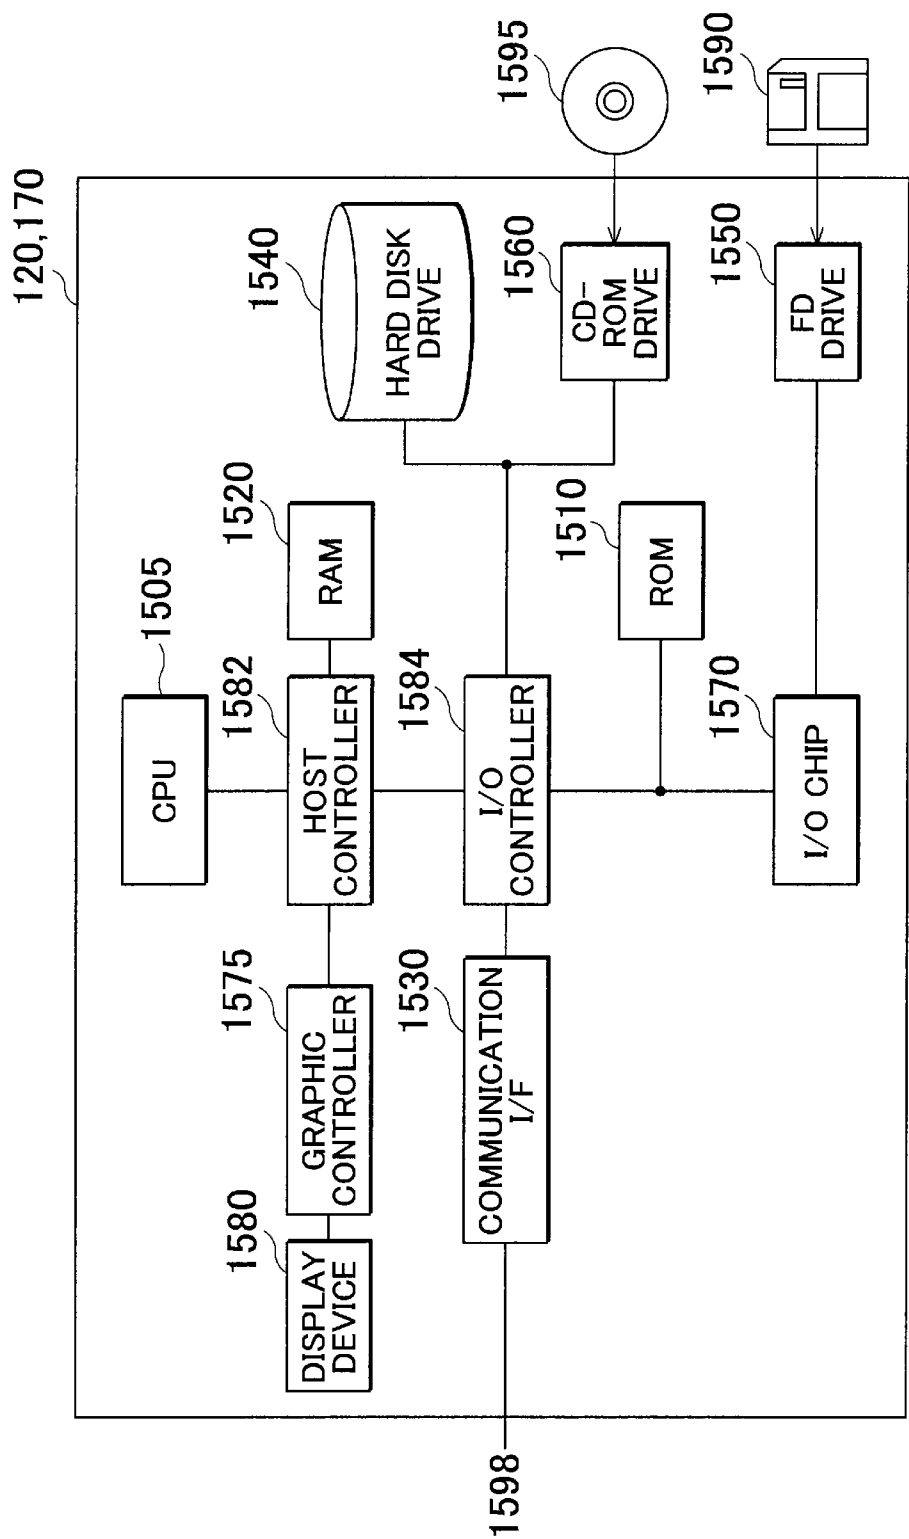 120,170
1505
CPU
1582
HOST
CONTROLLER
1520
RAM
1575
GRAPHIC
CONTROLLER
1580
DISPLAY
DEVICE
1540
HARD DISK
DRIVE
1584
I/O
CONTROLLER
1530
COMMUNICATION
I/F
1598
1560
CD-
ROM
DRIVE
1595
1510
ROM
1570
I/O CHIP
1550
FD
DRIVE
1590